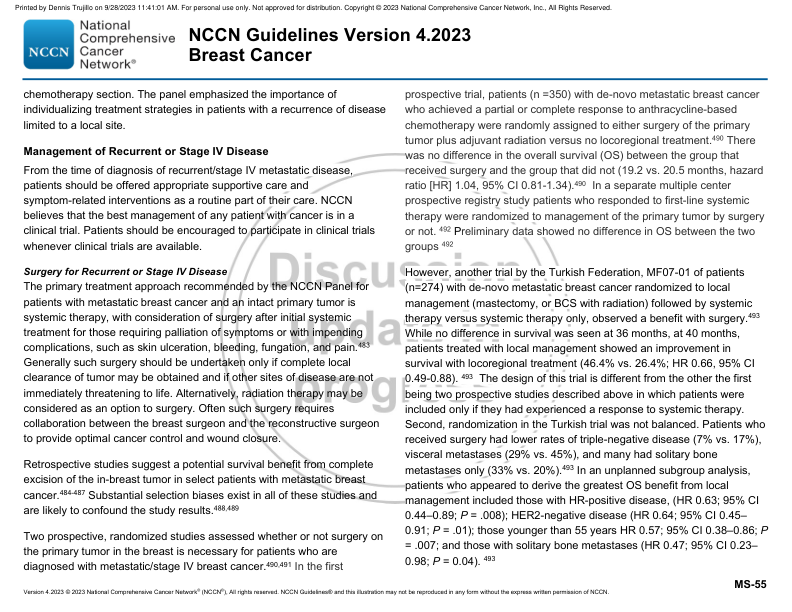 Printed by Dennis Trujillo on 9/28/2023 11:41:01 AM. For personal use only. Not approved for distribution. Copyright © 2023 National Comprehensive Cancer Network, Inc., All Rights Reserved.
NCCN
National
Comprehensive
Cancer
Network®
NCCN Guidelines Version 4.2023
Breast Cancer
chemotherapy section. The panel emphasized the importance of
individualizing treatment strategies in patients with a recurrence of disease
limited to a local site.
Management of Recurrent or Stage IV Disease
From the time of diagnosis of recurrent/stage IV metastatic disease,
patients should be offered appropriate supportive care and
symptom-related interventions as a routine part of their care. NCCN
believes that the best management of any patient with cancer is in a
clinical trial. Patients should be encouraged to participate in clinical trials
whenever clinical trials are available.
Surgery for Recurrent or Stage IV Disease
The primary treatment approach recommended by the NCCN Panel for
patients with metastatic breast cancer and an intact primary tumor is
systemic therapy, with consideration of surgery after initial systemic
treatment for those requiring palliation of symptoms or with impending
complications, such as skin ulceration, bleeding, fungation, and pain.483
Generally such surgery should be undertaken only if complete local
clearance of tumor may be obtained and if other sites of disease are not
immediately threatening to life. Alternatively, radiation therapy may be
considered as an option to surgery. Often such surgery requires
collaboration between the breast surgeon and the reconstructive surgeon
to provide optimal cancer control and wound closure.
Retrospective studies suggest a potential survival benefit from complete
excision of the in-breast tumor in select patients with metastatic breast
cancer.484-487 Substantial selection biases exist in all of these studies and
are likely to confound the study results.488,489
Two prospective, randomized studies assessed whether or not surgery on
the primary tumor in the breast is necessary for patients who are
diagnosed with metastatic/stage IV breast cancer.490,491 In the first
prospective trial, patients (n =350) with de-novo metastatic breast cancer
who achieved a partial or complete response to anthracycline-based
chemotherapy were randomly assigned to either surgery of the primary
tumor plus adjuvant radiation versus no locoregional treatment.490 There
was no difference in the overall survival (OS) between the group that
received surgery and the group that did not (19.2 vs. 20.5 months, hazard
ratio [HR] 1.04, 95% CI 0.81-1.34).490 In a separate multiple center
prospective registry study patients who responded to first-line systemic
therapy were randomized to management of the primary tumor by surgery
or not. 492 Preliminary data showed no difference in OS between the two
groups 492
However, another trial by the Turkish Federation, MF07-01 of patients
(n=274) with de-novo metastatic breast cancer randomized to local
management (mastectomy, or BCS with radiation) followed by systemic
therapy versus systemic therapy only, observed a benefit with surgery.493
While no difference in survival was seen at 36 months, at 40 months,
patients treated with local management showed an improvement in
survival with locoregional treatment (46.4% vs. 26.4%; HR 0.66, 95% CI
0.49-0.88). 493 The design of this trial is different from the other the first
being two prospective studies described above in which patients were
included only if they had experienced a response to systemic therapy.
Second, randomization in the Turkish trial was not balanced. Patients who
received surgery had lower rates of triple-negative disease (7% vs. 17%),
visceral metastases (29% vs. 45%), and many had solitary bone
metastases only (33% vs. 20%).493 In an unplanned subgroup analysis,
patients who appeared to derive the greatest OS benefit from local
management included those with HR-positive disease, (HR 0.63; 95% CI
0.44–0.89; P = .008); HER2-negative disease (HR 0.64; 95% CI 0.45–
0.91; P = .01); those younger than 55 years HR 0.57; 95% CI 0.38–0.86; P
= .007; and those with solitary bone metastases (HR 0.47; 95% CI 0.23–
0.98; P = 0.04). 493
Discussion
update in
progress
MS-55
Version 4.2023 © 2023 National Comprehensive Cancer Network® (NCCN®), All rights reserved. NCCN Guidelines® and this illustration may not be reproduced in any form without the express written permission of NCCN.